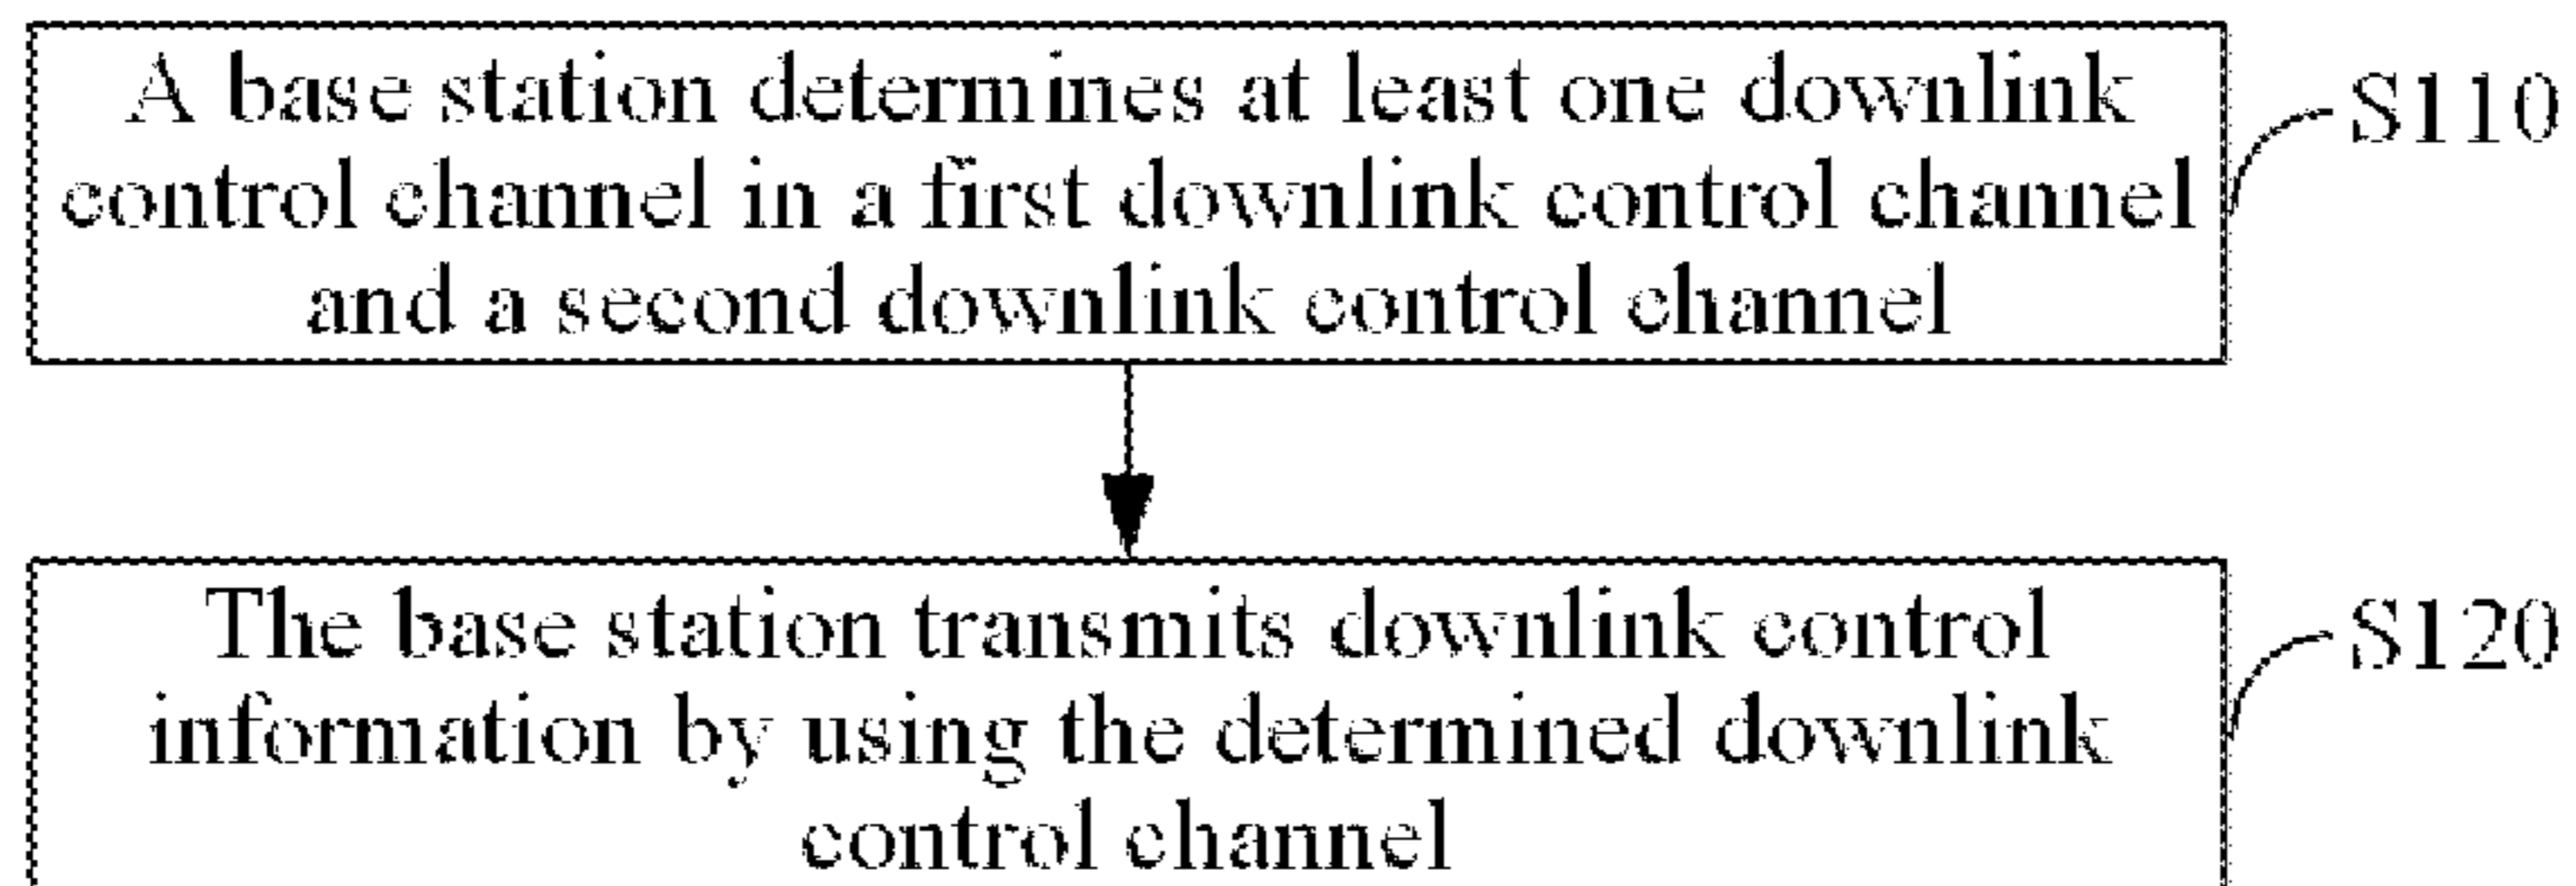 A base station determines at least one downlink
control channel in a first downlink control channel
and a second downlink control channel
S110
The base station transmits downlink control
information by using the determined downlink
control channel
S120